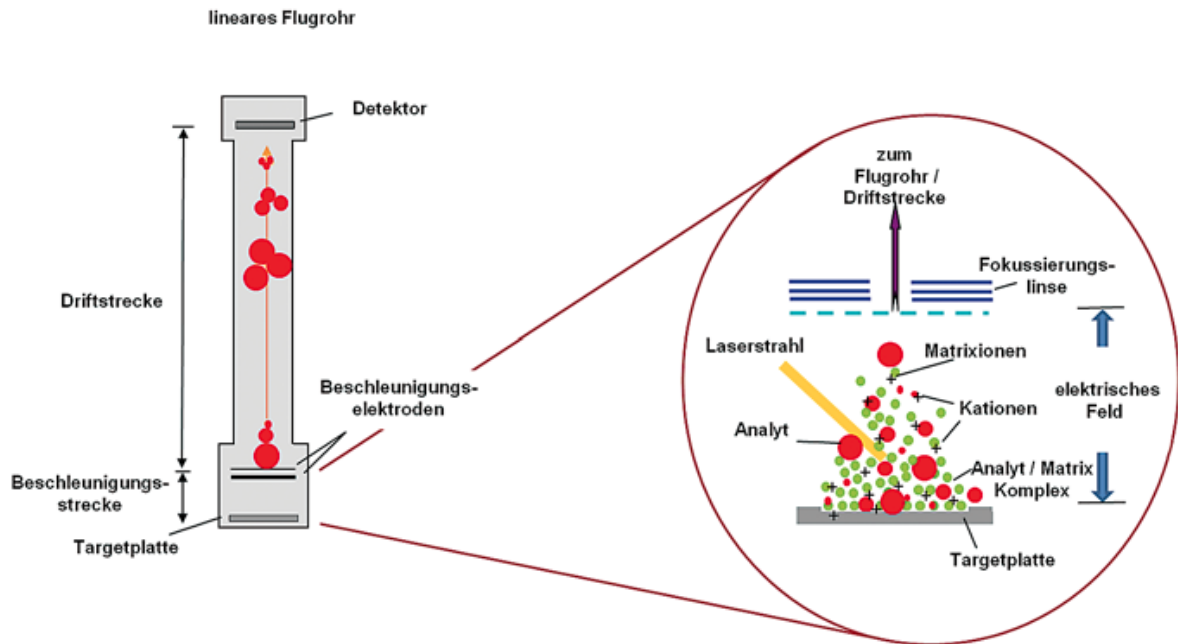 lineares Flugrohr
Detektor
Driftstrecke
Beschleunigungs-
elektroden
Beschleunigungs-
strecke
Targetplatte
zum
Flugrohr /
Driftstrecke
Fokussierungs-
linse
Laserstrahl
Matrixionen
elektrisches
Feld
Kationen
Analyt
Analyt / Matrix
Komplex
Targetplatte